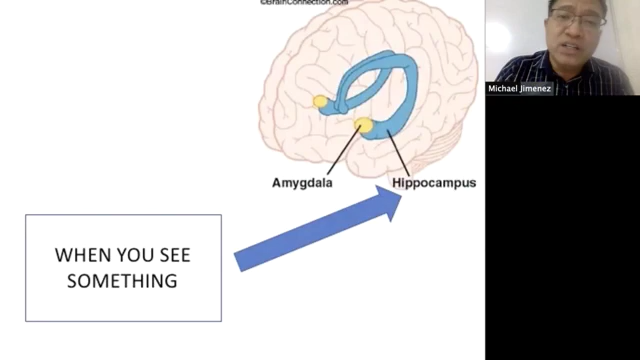 ©BrainConnection.com
Michael Jimenez
Amygdala
Hippocampus
WHEN YOU SEE
SOMETHING